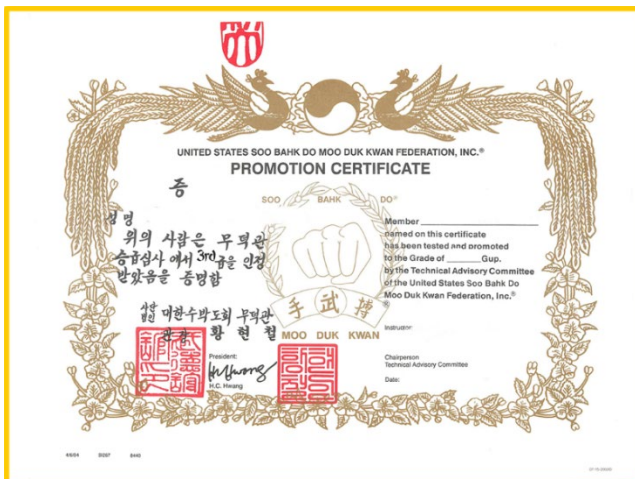 UNITED STATES SOO BAHK DO MOO DUK KWAN FEDERATION, INC.®
PROMOTION CERTIFICATE
증
SOO BAHK DO®
성명
위의 사람은 무덕관
승급심사 에서 3rd 급을 인정
받았음을 증명함
사단법인 대한수박도회 무덕관
관장 황현철
手武搏
MOO DUK KWAN
President:
H.C. Hwang
Member
named on this certificate
has been tested and promoted
to the Grade of Gup.
by the Technical Advisory Committee
of the United States Soo Bahk Do
Moo Duk Kwan Federation, Inc.®
®
Instructor:
Chairperson
Technical Advisory Committee
Date: